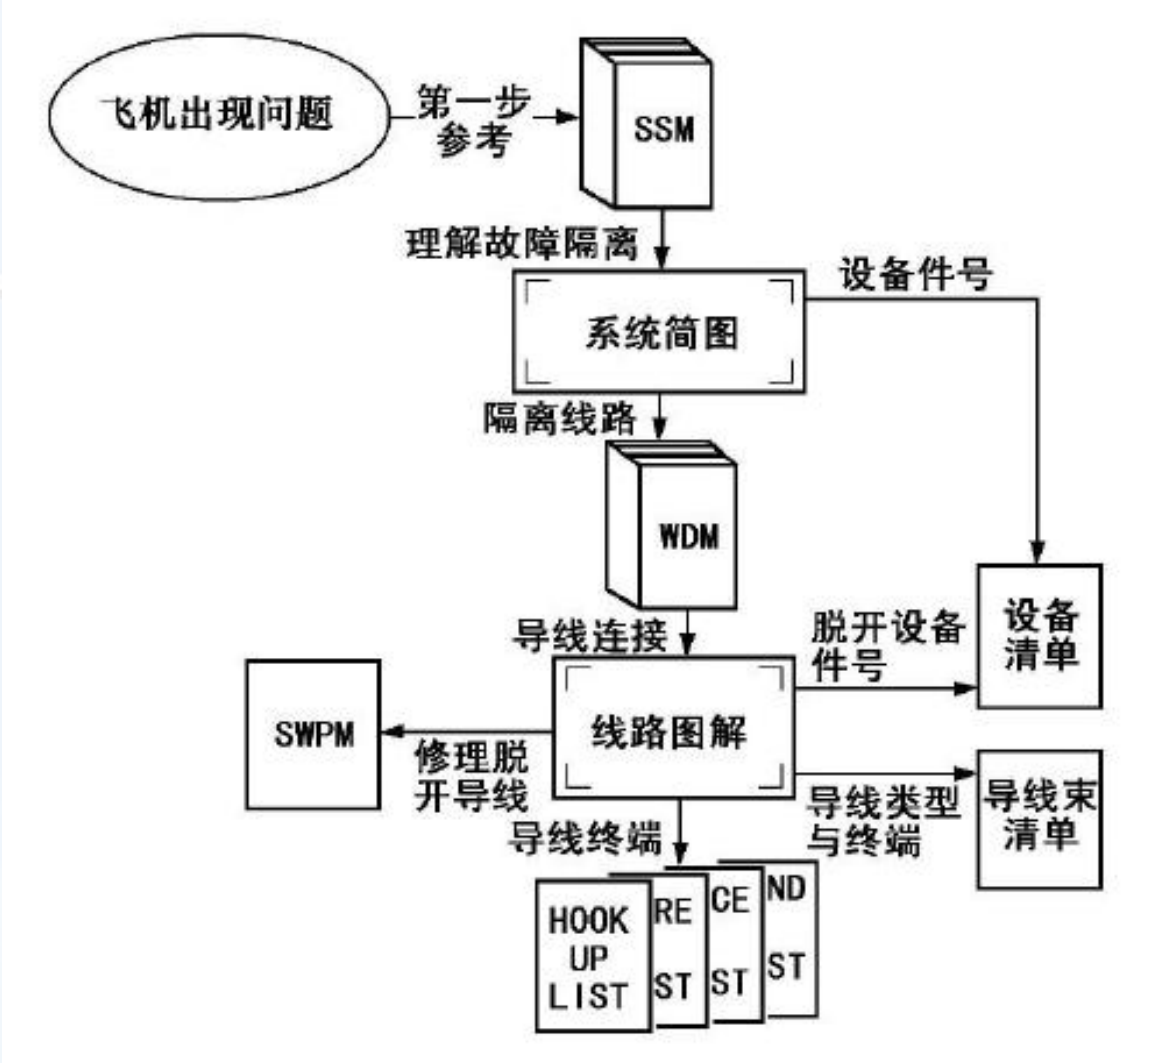 飞机出现问题
第一步
参考
SSM
理解故障隔离
设备件号
系统简图
隔离线路
WDM
导线连接
脱开设备
件号
设备
清单
SWPM
修理脱
开导线
线路图解
导线类型
与终端
导线束
清单
导线终端
HOOK
UP
LIST
RE
ST
CE
ST
ND
ST